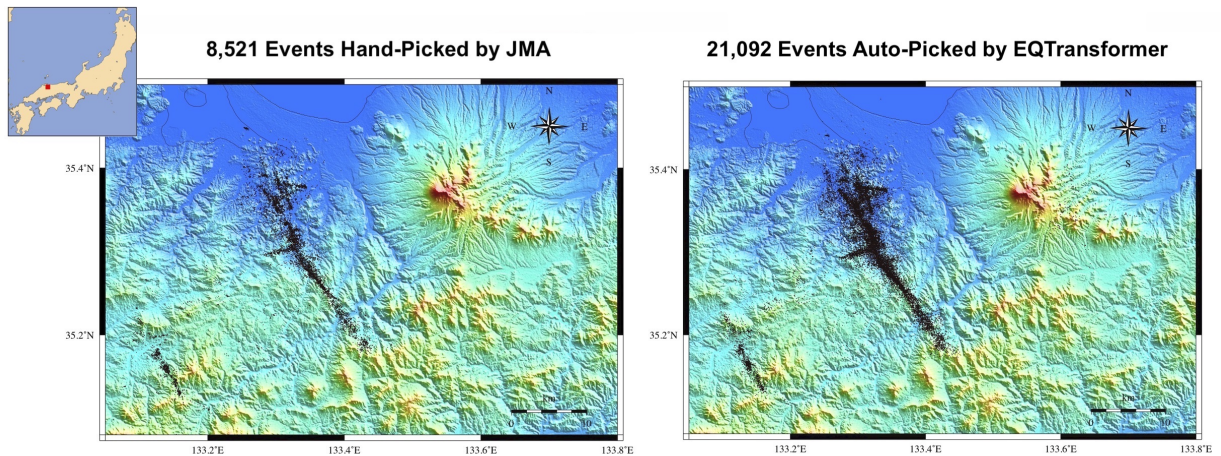 8,521 Events Hand-Picked by JMA
21,092 Events Auto-Picked by EQTransformer
N
W E
S
35.4°N
35.2°N
km
0 10
133.2°E 133.4°E 133.6°E 133.8°E
N
W E
S
35.4°N
35.2°N
km
0 10
133.2°E 133.4°E 133.6°E 133.8°E